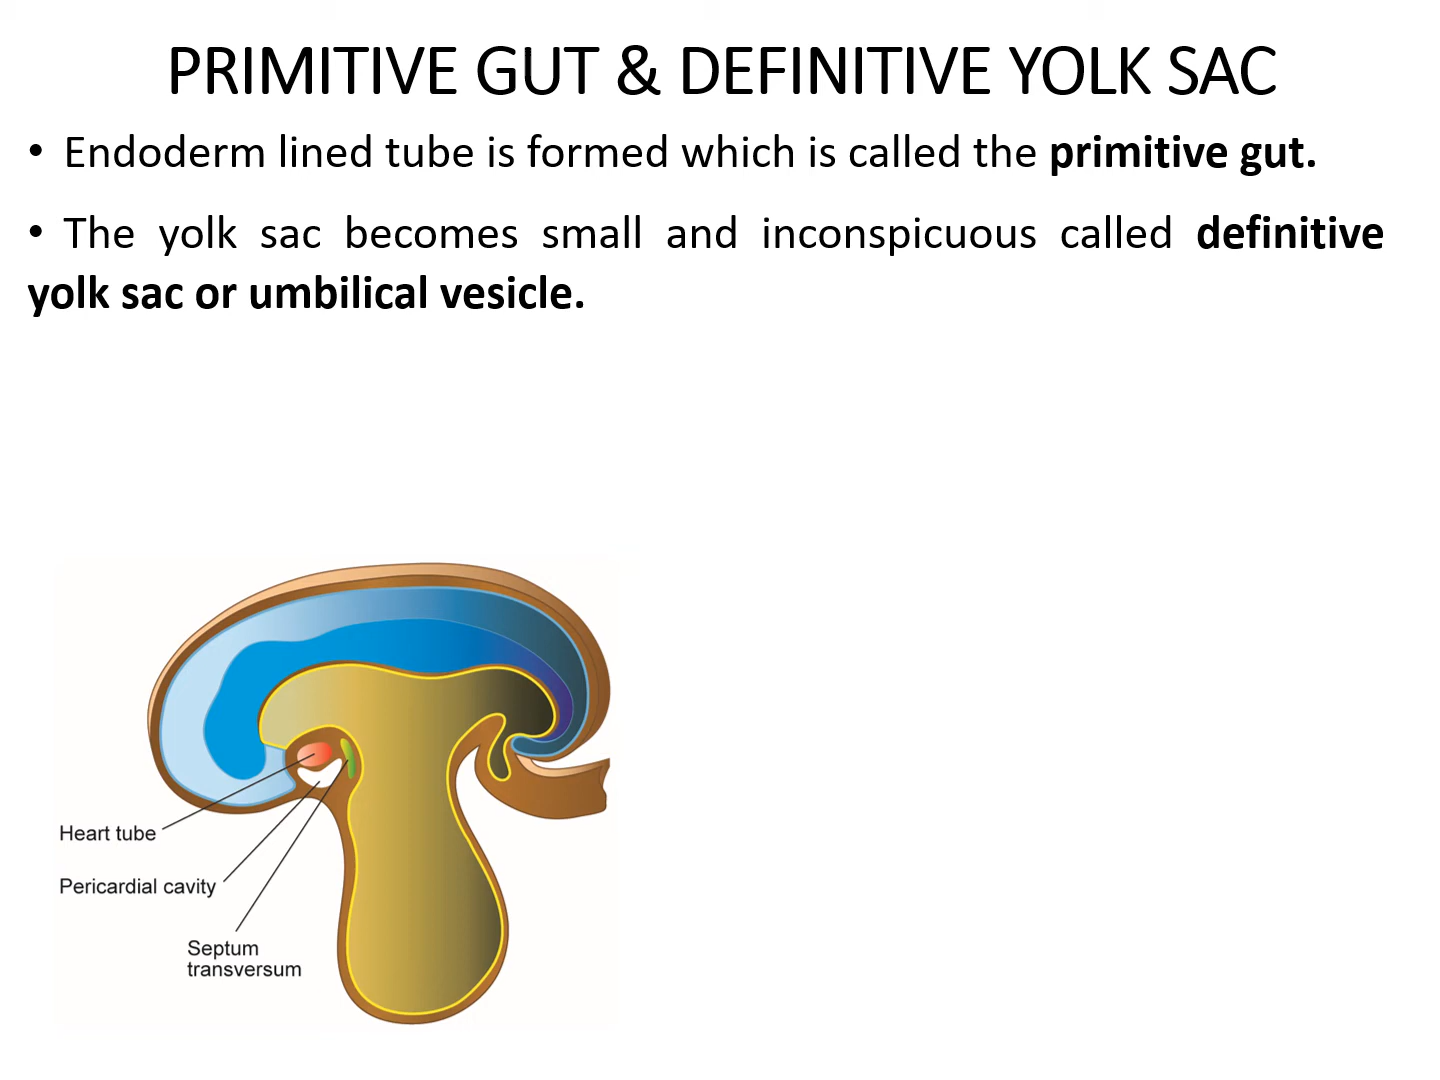 PRIMITIVE GUT & DEFINITIVE YOLK SAC
• Endoderm lined tube is formed which is called the primitive gut.
• The yolk sac becomes small and inconspicuous called definitive
yolk sac or umbilical vesicle.
Heart tube
Pericardial cavity
Septum
transversum